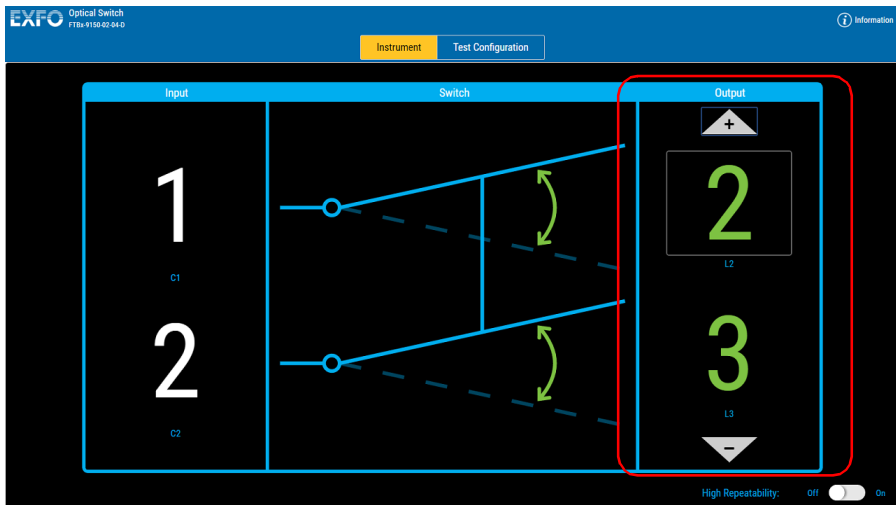 EXFO Optical Switch
FTBx-9150-02-04-D
Information
Instrument Test Configuration
Input Switch Output
+
1 2
C1 L2
2 3
C2 L3
-
High Repeatability: Off On